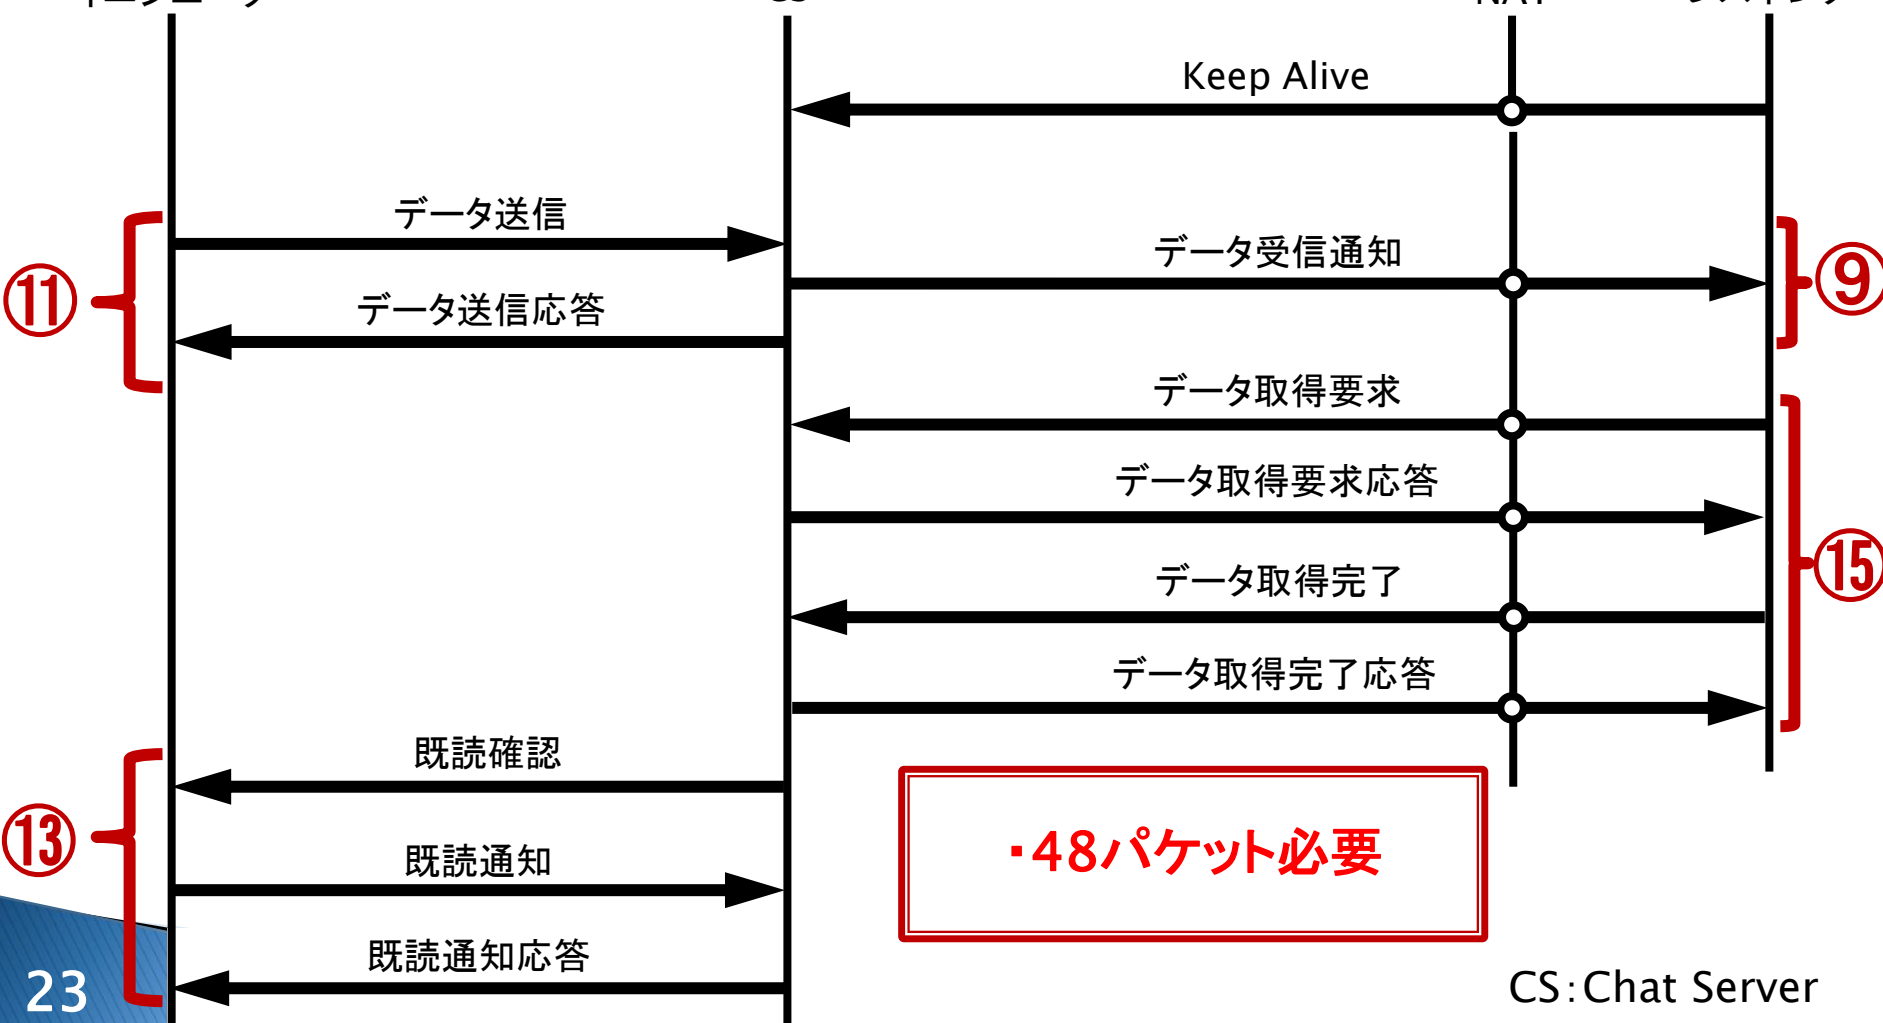 CS
NAT
Keep Alive
データ送信
データ受信通知
⑪
⑨
データ送信応答
データ取得要求
データ取得要求応答
⑮
データ取得完了
データ取得完了応答
既読確認
・48パケット必要
⑬
既読通知
既読通知応答
23
CS:Chat Server